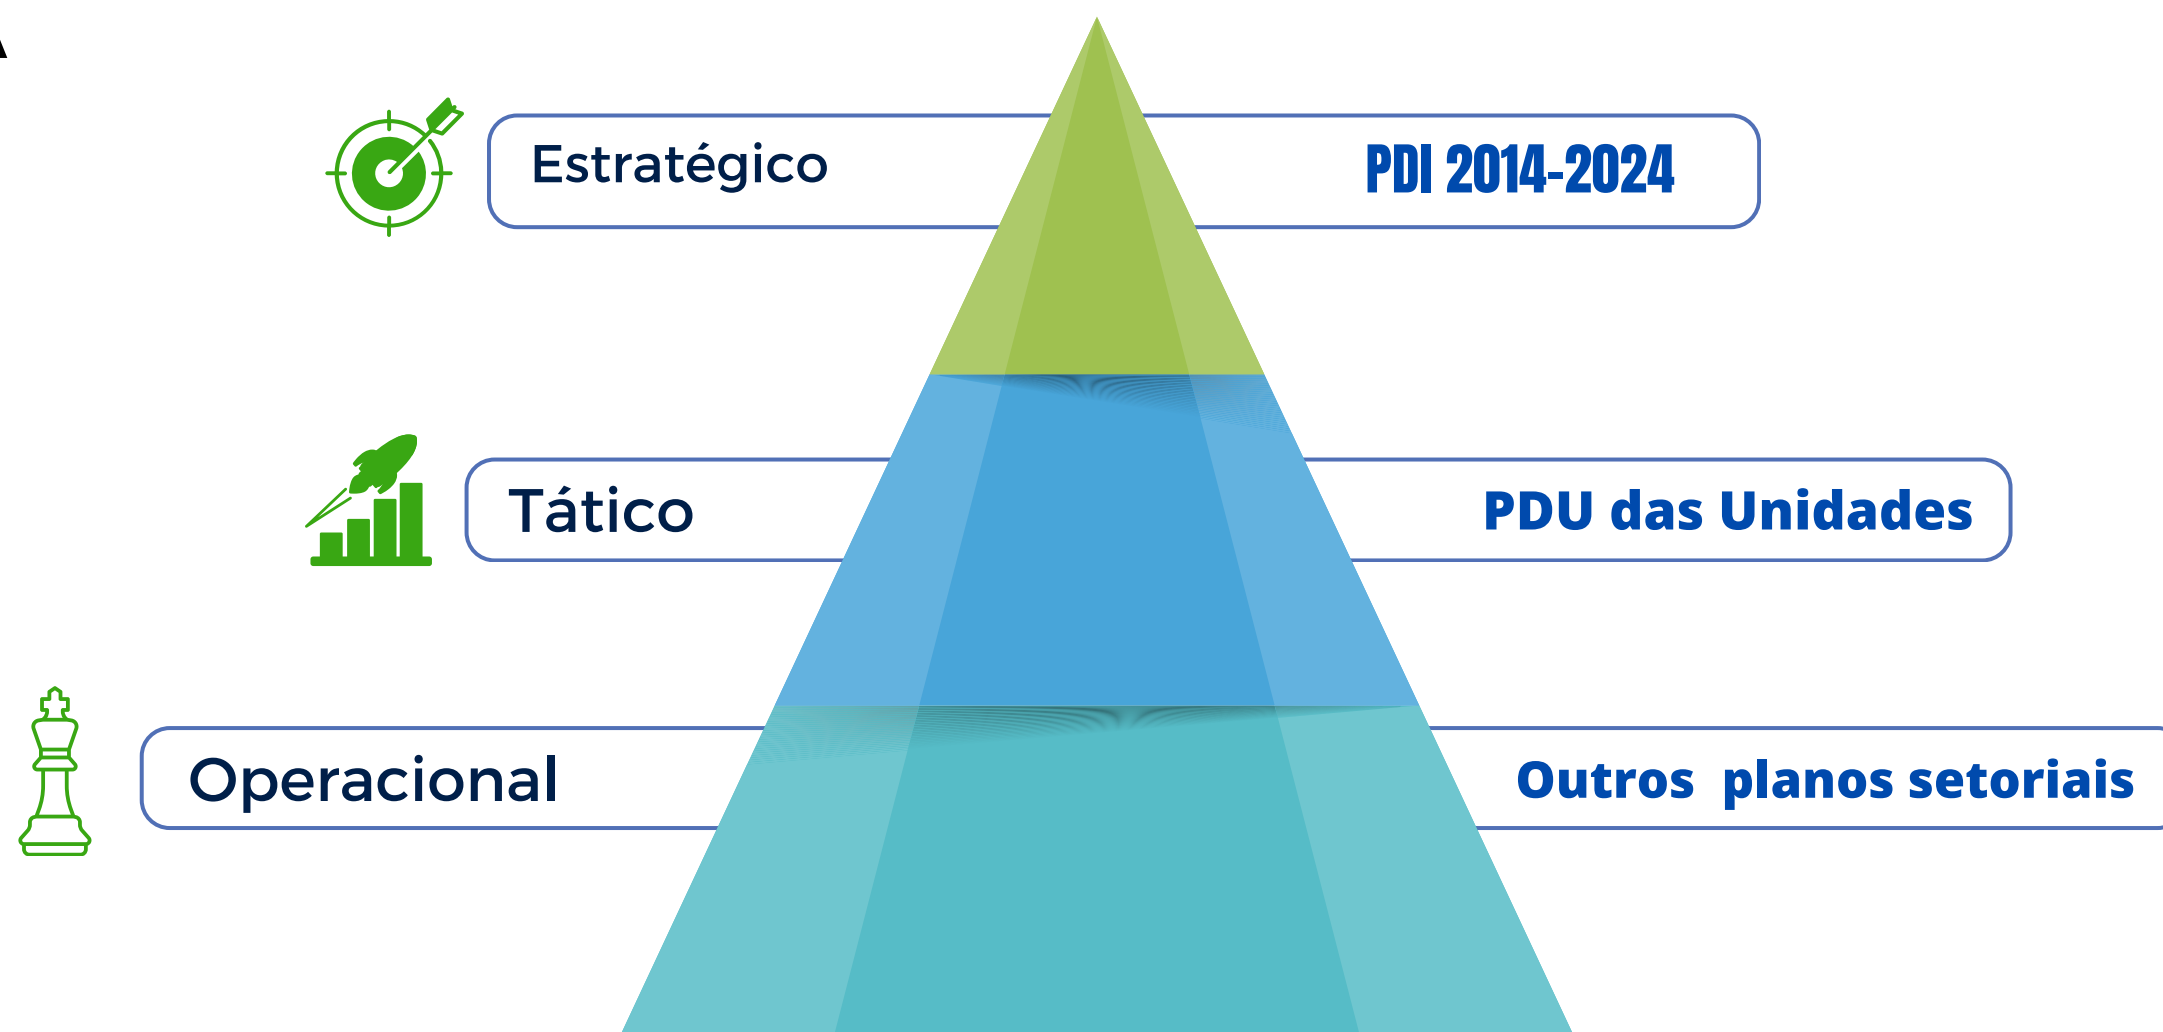 Estratégico PDI 2014-2024
Tático PDU das Unidades
Operacional Outros planos setoriais